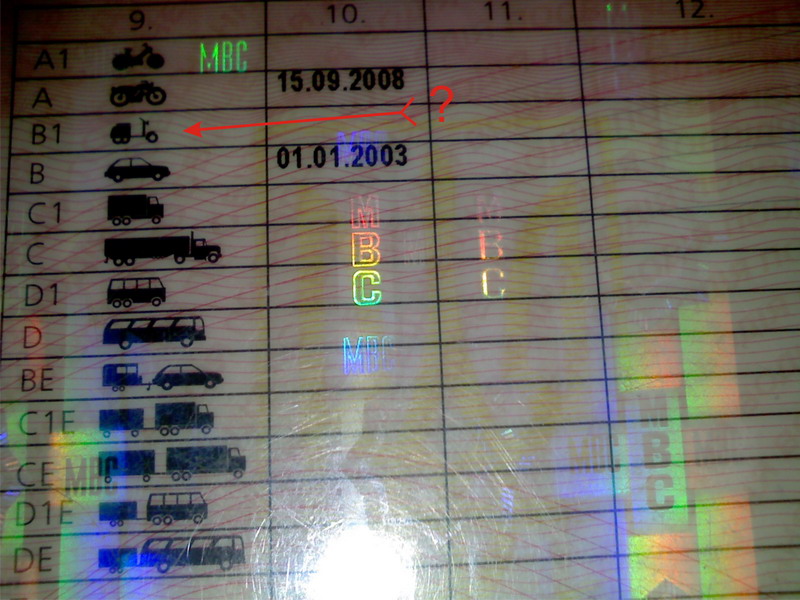 9. 10. 11. 12.
A1 MBC
A 15.09.2008
?
B1
MBC
B 01.01.2003
C1 M M
C B B
D1 C C
D
MBC
BE
C1E M
MBC B
CE MBC C
D1E
DE